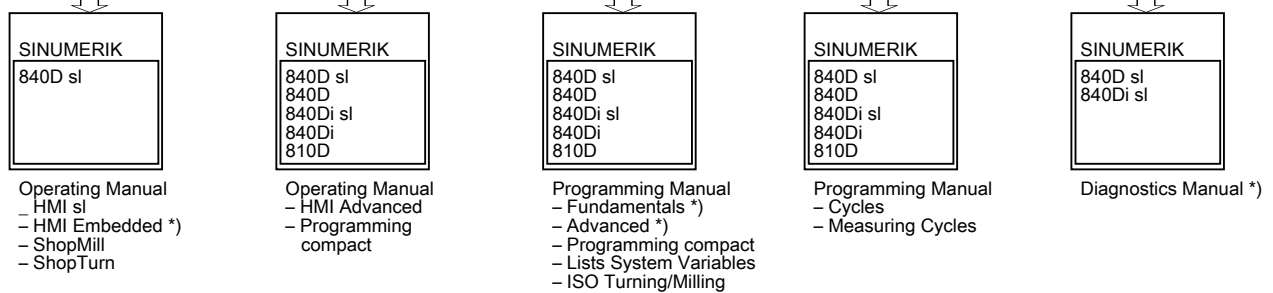 SINUMERIK
840D sl
Operating Manual
_ HMI sl
– HMI Embedded *)
– ShopMill
– ShopTurn
SINUMERIK
840D sl
840D
840Di sl
840Di
810D
Operating Manual
– HMI Advanced
– Programming
compact
SINUMERIK
840D sl
840D
840Di sl
840Di
810D
Programming Manual
– Fundamentals *)
– Advanced *)
– Programming compact
– Lists System Variables
– ISO Turning/Milling
SINUMERIK
840D sl
840D
840Di sl
840Di
810D
Programming Manual
– Cycles
– Measuring Cycles
SINUMERIK
840D sl
840Di sl
Diagnostics Manual *)